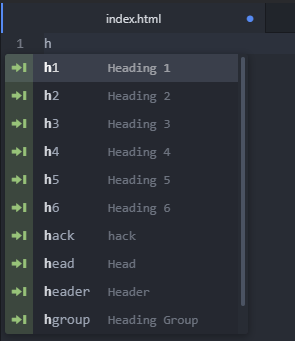 index.html
1 h
h1 Heading 1
h2 Heading 2
h3 Heading 3
h4 Heading 4
h5 Heading 5
h6 Heading 6
hack hack
head Head
header Header
hgroup Heading Group